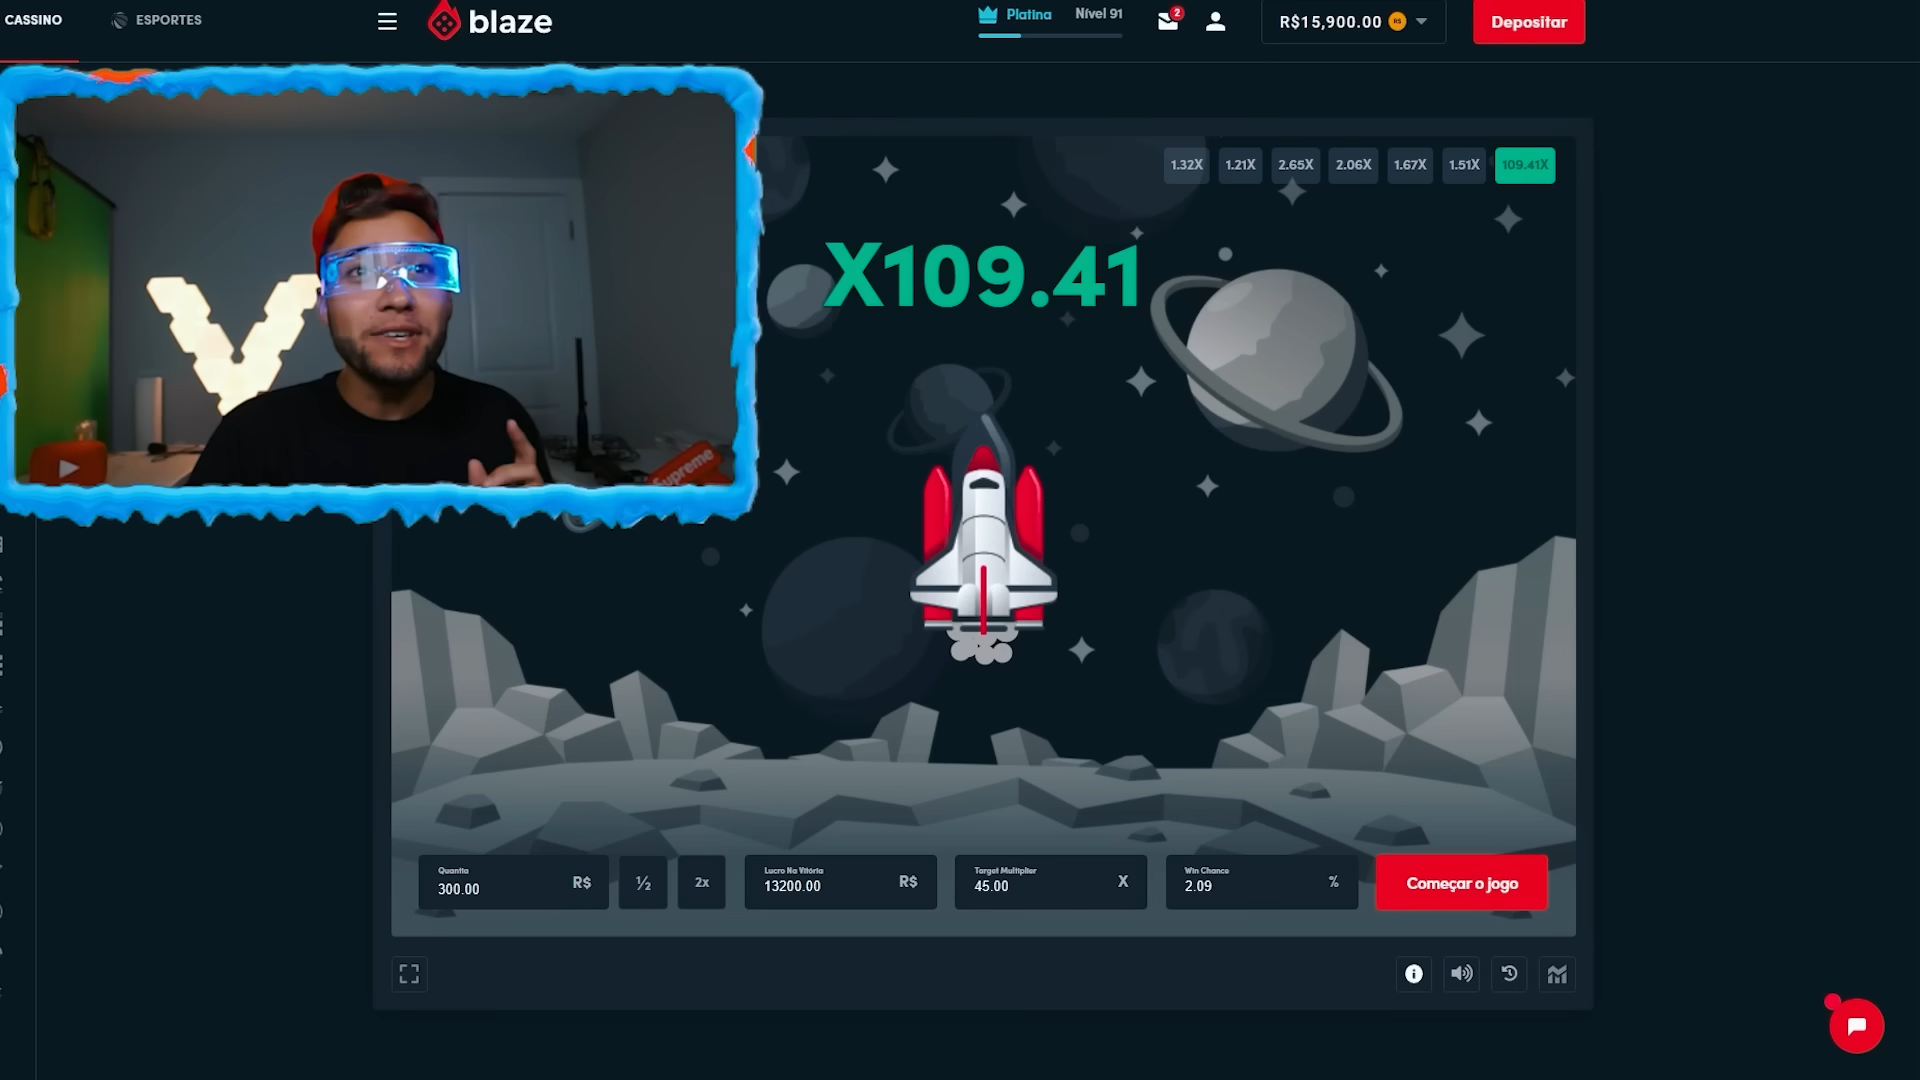 CASSINO
ESPORTES
blaze
Platina
Nível 91
2
R$15,900.00
R$
Depositar
1.32X
1.21X
2.65X
2.06X
1.67X
1.51X
109.41X
X109.41
Supreme
Quantia
300.00
R$
½
2x
Lucro Na Vitória
13200.00
R$
Target Multiplier
45.00
X
Win Chance
2.09
%
Começar o jogo